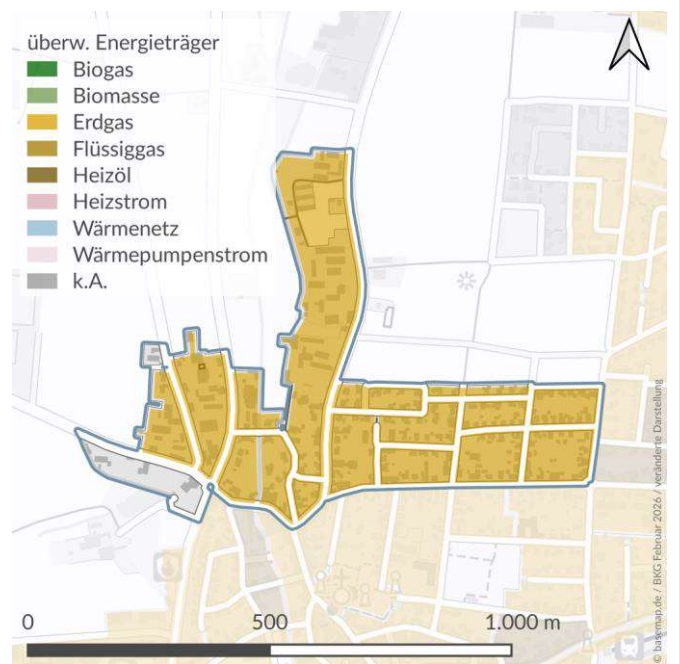 überw. Energieträger
Biogas
Biomasse
Erdgas
Flüssiggas
Heizöl
Heizstrom
Wärmenetz
Wärmepumpenstrom
k.A.
0 500 1.000 m
© basemap.de / BKG Februar 2026 / veränderte Darstellung